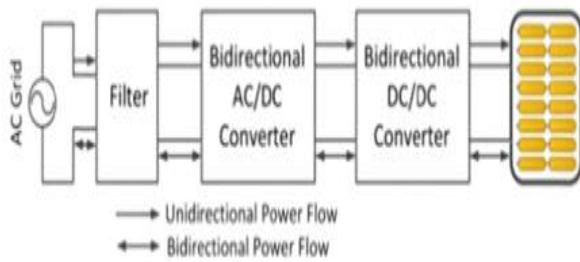 AC Grid
Filter
Bidirectional
AC/DC
Converter
Bidirectional
DC/DC
Converter
Unidirectional Power Flow
Bidirectional Power Flow